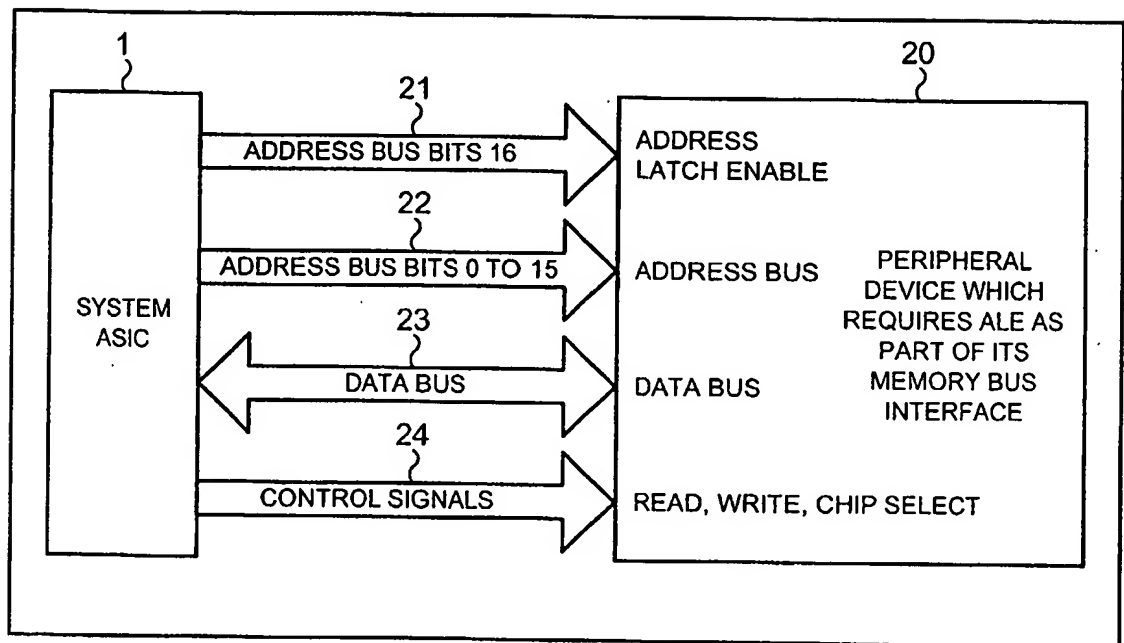 1
20
21
ADDRESS BUS BITS 16
ADDRESS
LATCH ENABLE
22
ADDRESS BUS BITS 0 TO 15
ADDRESS BUS
SYSTEM
ASIC
23
DATA BUS
DATA BUS
24
CONTROL SIGNALS
READ, WRITE, CHIP SELECT
PERIPHERAL
DEVICE WHICH
REQUIRES ALE AS
PART OF ITS
MEMORY BUS
INTERFACE